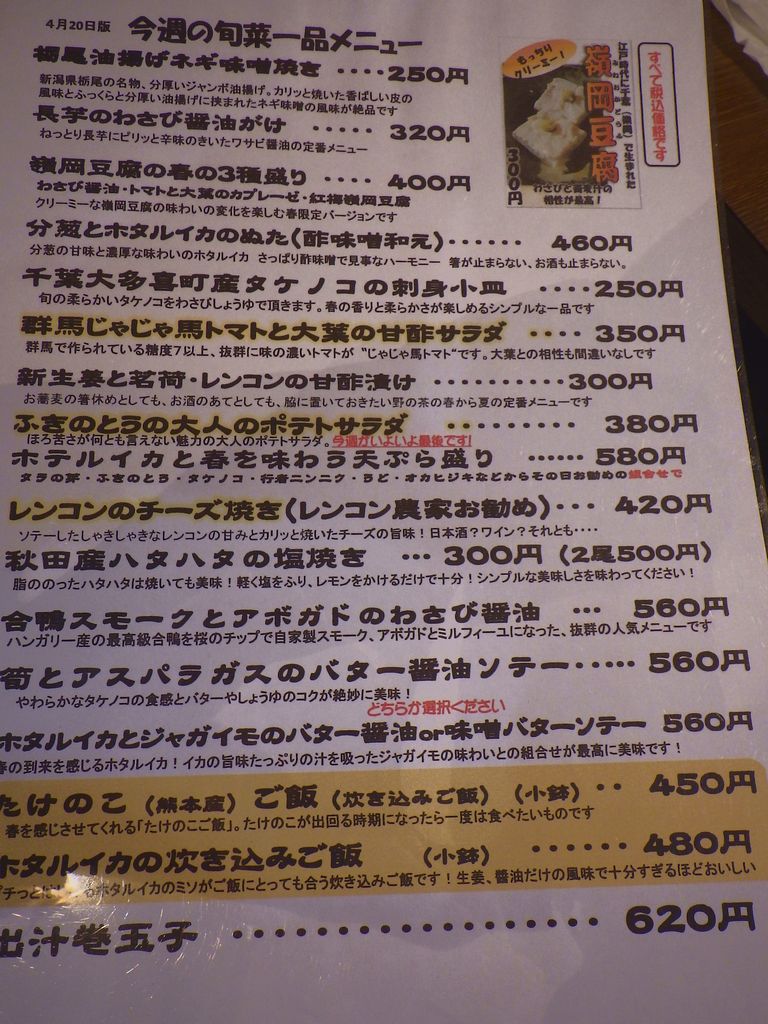 4月20日版 今週の旬菜一品メニュー
すべて税込価格です
栃尾油揚げネギ味噌焼き ････250円
新潟県栃尾の名物、分厚いジャンボ油揚げ。カリッと焼いた香ばしい皮の
風味とふっくらと分厚い油揚げに挟まれたネギ味噌の風味が絶品です
もっちり
クリーミー!
江戸時代に千葉(嶺岡)で生まれた
嶺岡豆腐
みねおかどうふ
300円
わさびと醤油の
相性が最高!
長芋のわさび醤油がけ ・・・・・ 320円
ねっとり長芋にピリッと辛味のきいたワサビ醤油の定番メニュー
嶺岡豆腐の春の3種盛り ・・・・ 400円
わさび醤油・トマトと大葉のカプレーゼ・紅梅嶺岡豆腐
クリーミーな嶺岡豆腐の味わいの変化を楽しむ春限定バージョンです
分葱とホタルイカのぬた(酢味噌和え)・・・・・・ 460円
分葱の甘味と濃厚な味わいのホタルイカ さっぱり酢味噌で見事なハーモニー 箸が止まらない、お酒も止まらない。
千葉大多喜町産タケノコの刺身小皿 ････250円
旬の柔らかいタケノコをわさびしょうゆで頂きます。春の香りと柔らかさが楽しめるシンプルな一品です
群馬じゃじゃ馬トマトと大葉の甘酢サラダ ････ 350円
群馬で作られている糖度7以上、抜群に味の濃いトマトが "じゃじゃ馬トマト"です。大葉との相性も間違いなしです
新生姜と茗荷・レンコンの甘酢漬け ・・・・・・・・・・300円
お蕎麦の箸休めとしても、お酒のあてとしても、脇に置いておきたい野の茶の春から夏の定番メニューです
ふきのとうの大人のポテトサラダ ・・・・・・・・ 380円
ほろ苦さが何とも言えない魅力の大人のポテトサラダ。今週がいよいよ最後です!
ホテルイカと春を味わう天ぷら盛り ・・・・・・ 580円
タラの芽・ふきのとう・タケノコ・行者ニンニク・うど・オカヒジキなどからその日お勧めの組合せで
レンコンのチーズ焼き(レンコン農家お勧め)・・・ 420円
ソテーしたしゃきしゃきなレンコンの甘みとカリッと焼いたチーズの旨味!日本酒?ワイン?それとも・・・・
秋田産ハタハタの塩焼き ・・・ 300円 (2尾500円)
脂ののったハタハタは焼いても美味!軽く塩をふり、レモンをかけるだけで十分!シンプルな美味しさを味わってください!
合鴨スモークとアボガドのわさび醤油 ・・・ 560円
ハンガリー産の最高級合鴨を桜のチップで自家製スモーク、アボガドとミルフィーユになった、抜群の人気メニューです
筍とアスパラガスのバター醤油ソテー・・・・・ 560円
やわらかなタケノコの食感とバターやしょうゆのコクが絶妙に美味!
どちらか選択ください
ホタルイカとジャガイモのバター醤油or味噌バターソテー 560円
春の到来を感じるホタルイカ!イカの旨味たっぷりの汁を吸ったジャガイモの味わいとの組合せが最高に美味です!
たけのこ (熊本産) ご飯 (炊き込みご飯) (小鉢) ・・ 450円
春を感じさせてくれる「たけのこご飯」。たけのこが出回る時期になったら一度は食べたいものです
ホタルイカの炊き込みご飯 (小鉢) ・・・・・・ 480円
ホタルイカのミソがご飯にとっても合う炊き込みご飯です!生姜、醤油だけの風味で十分すぎるほどおいしい
出汁巻玉子 ・・・・・・・・・・・・・・・・・・ 620円